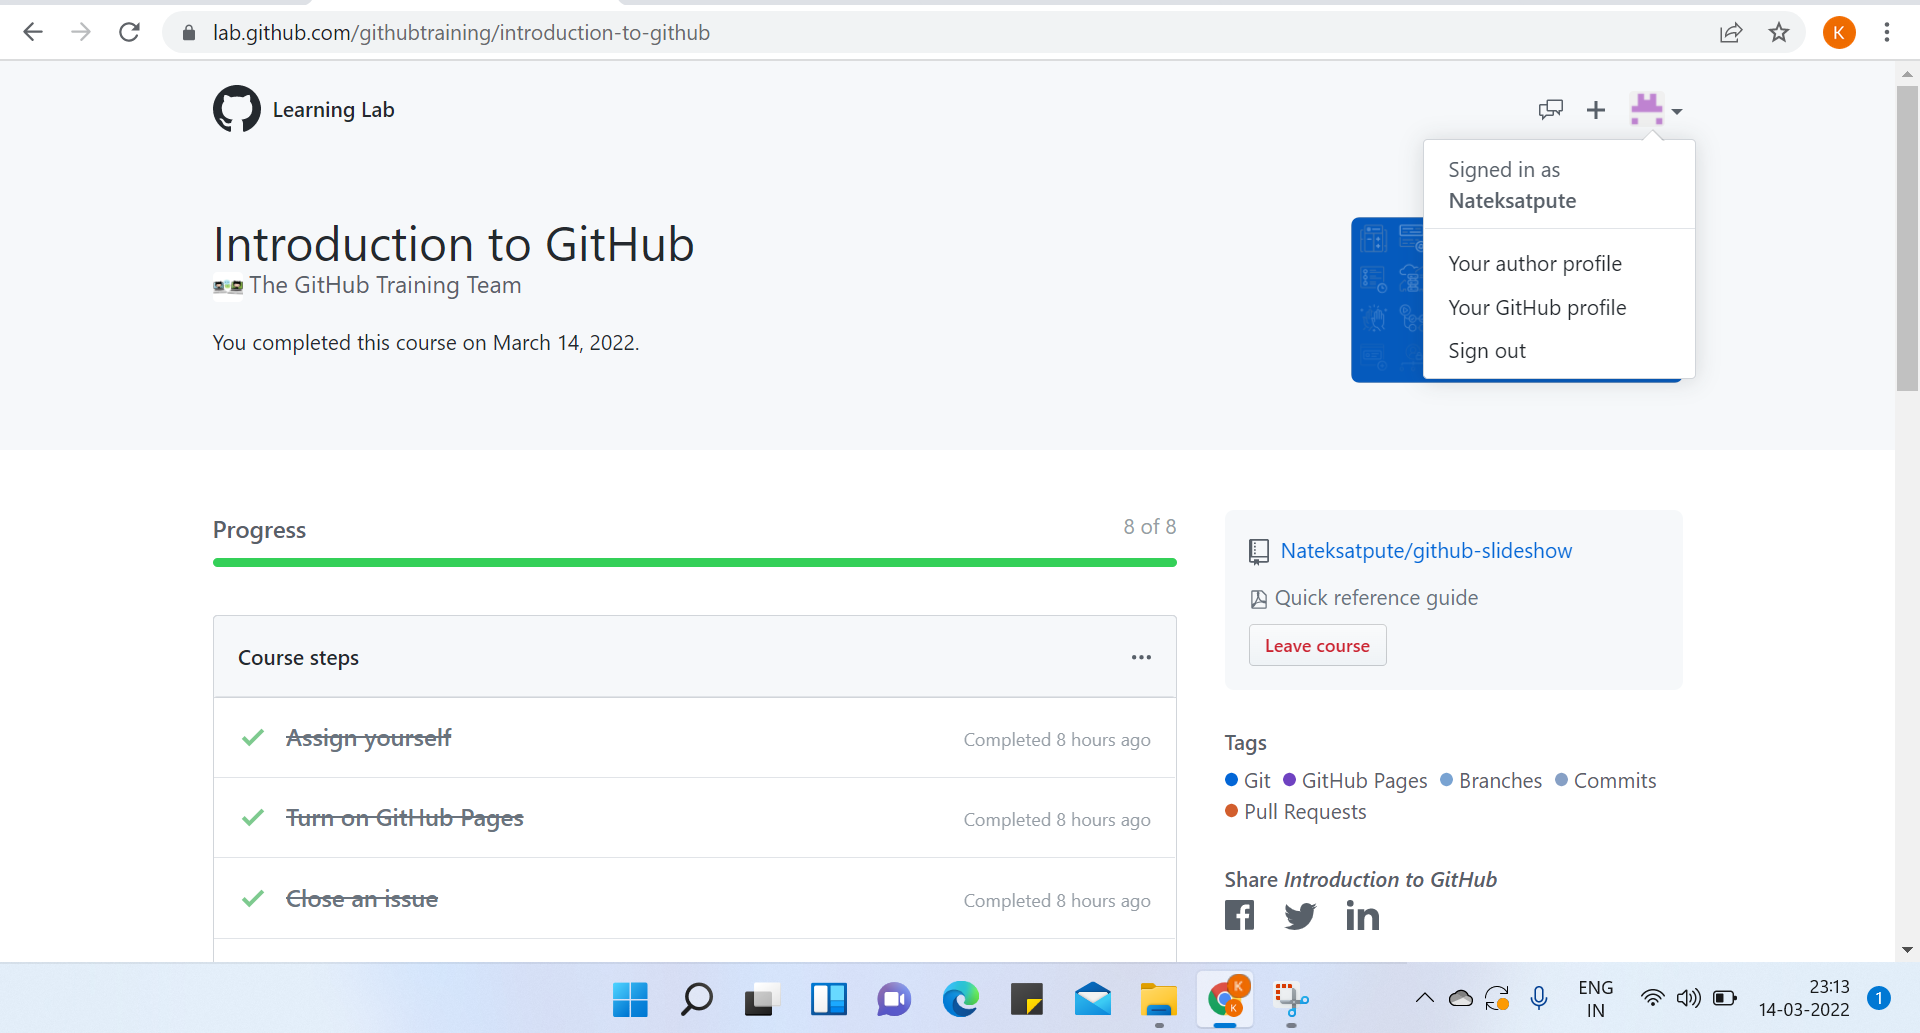 lab.github.com/githubtraining/introduction-to-github
K
Learning Lab
Signed in as
Nateksatpute
Your author profile
Your GitHub profile
Sign out
Introduction to GitHub
The GitHub Training Team
You completed this course on March 14, 2022.
Progress
8 of 8
Nateksatpute/github-slideshow
Quick reference guide
Leave course
Course steps
Assign yourself
Completed 8 hours ago
Turn on GitHub Pages
Completed 8 hours ago
Close an issue
Completed 8 hours ago
Tags
Git GitHub Pages Branches Commits
Pull Requests
Share Introduction to GitHub
K
K
ENG
IN
23:13
14-03-2022
1